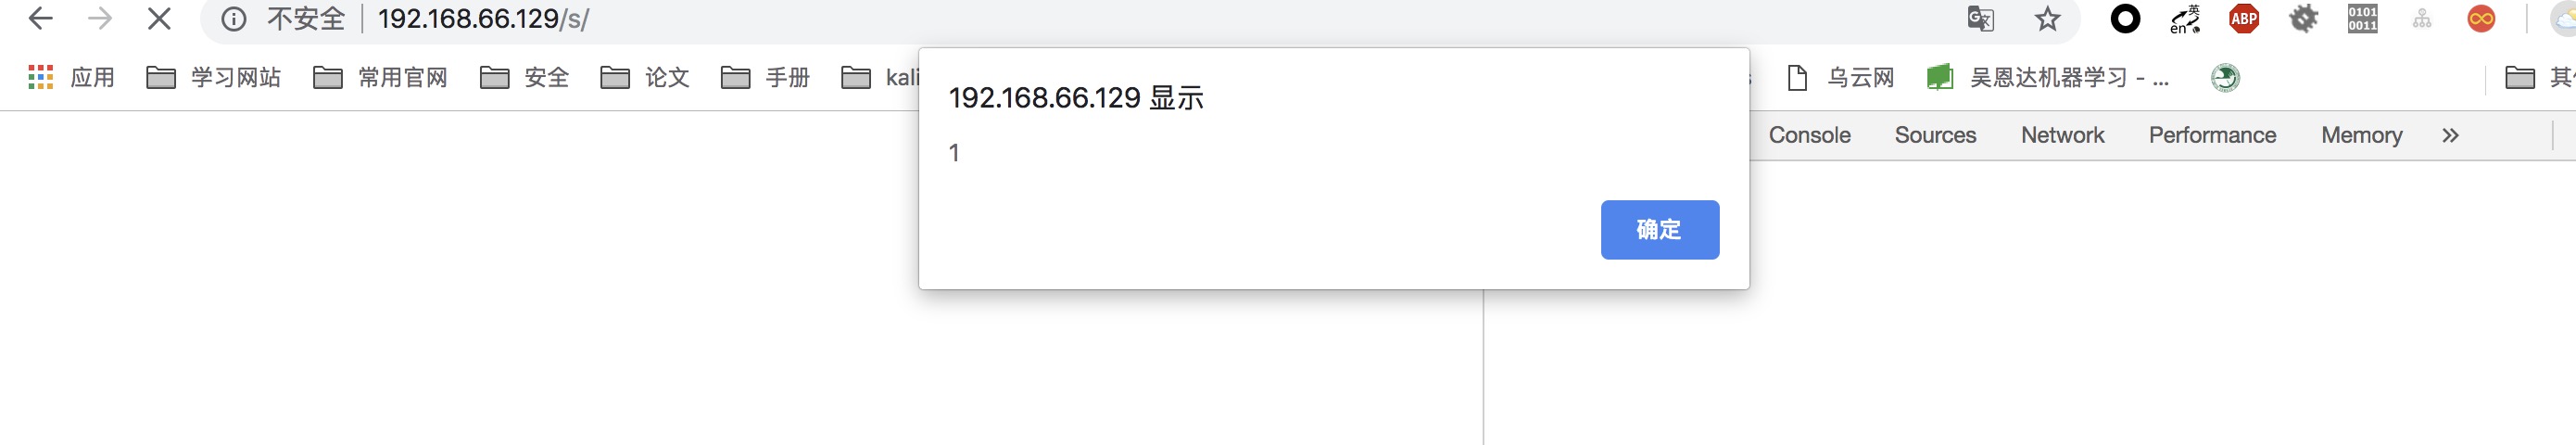 不安全 | 192.168.66.129/s/
英
en
ABP
0101
0011
应用 学习网站 常用官网 安全 论文 手册 kali 乌云网 吴恩达机器学习 - ...
192.168.66.129 显示
1
确定
Console Sources Network Performance Memory »